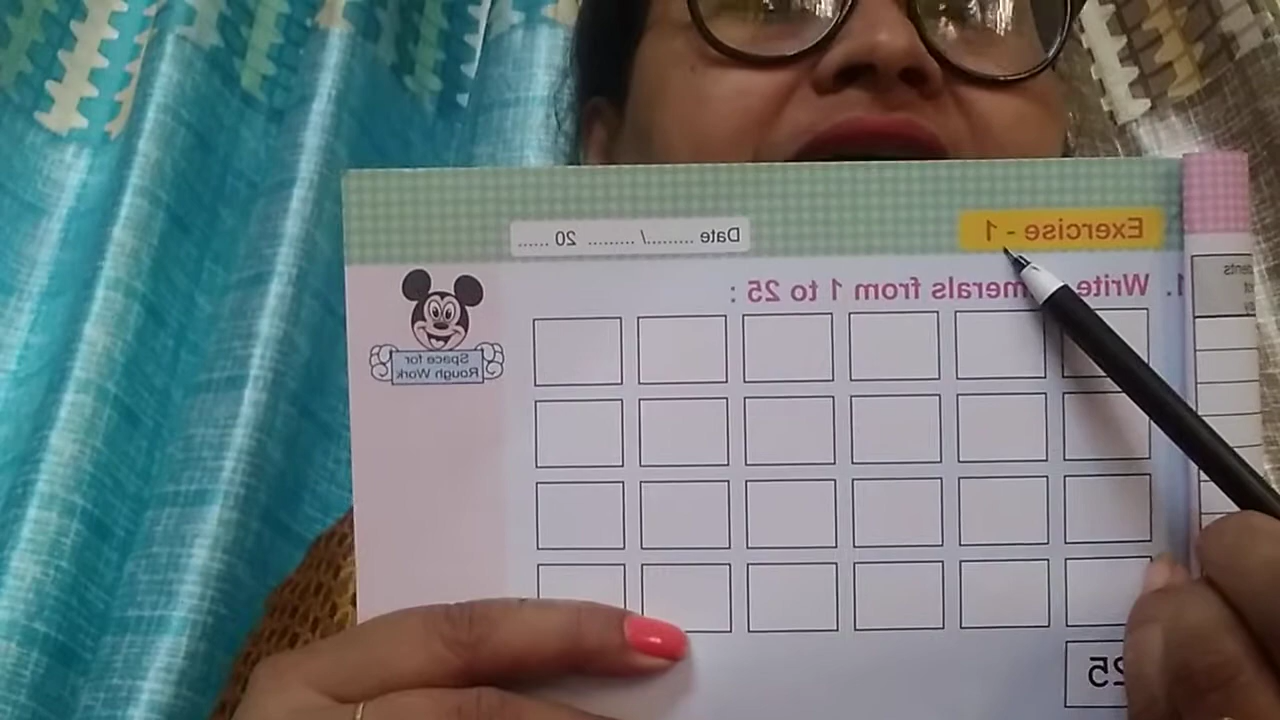 Exercise - 1
Date ......../......... 20 ......
1. Write from 1 to 25 :
Space for
Rough Work
25